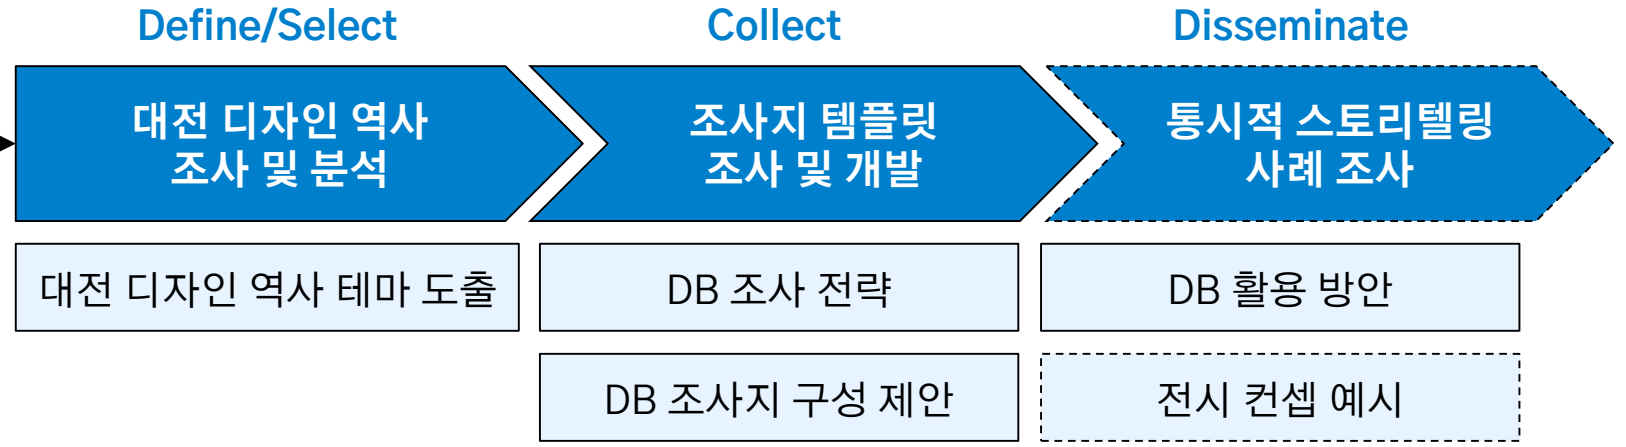 Define/Select
Collect
Disseminate
대전 디자인 역사
조사 및 분석
조사지 템플릿
조사 및 개발
통시적 스토리텔링
사례 조사
대전 디자인 역사 테마 도출
DB 조사 전략
DB 활용 방안
DB 조사지 구성 제안
전시 컨셉 예시